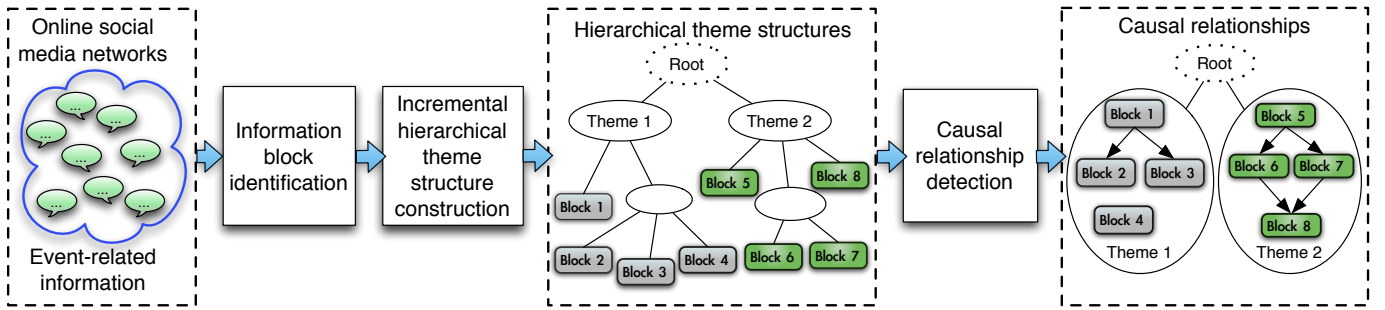 Online social
media networks
...
...
...
...
...
...
...
...
Event-related
information
Information
block
identification
Incremental
hierarchical
theme
structure
construction
Hierarchical theme structures
Root
Theme 1
Theme 2
Block 5
Block 8
Block 1
Block 2
Block 3
Block 4
Block 6
Block 7
Causal
relationship
detection
Causal relationships
Root
Block 1
Block 2
Block 3
Block 4
Theme 1
Block 5
Block 6
Block 7
Block 8
Theme 2